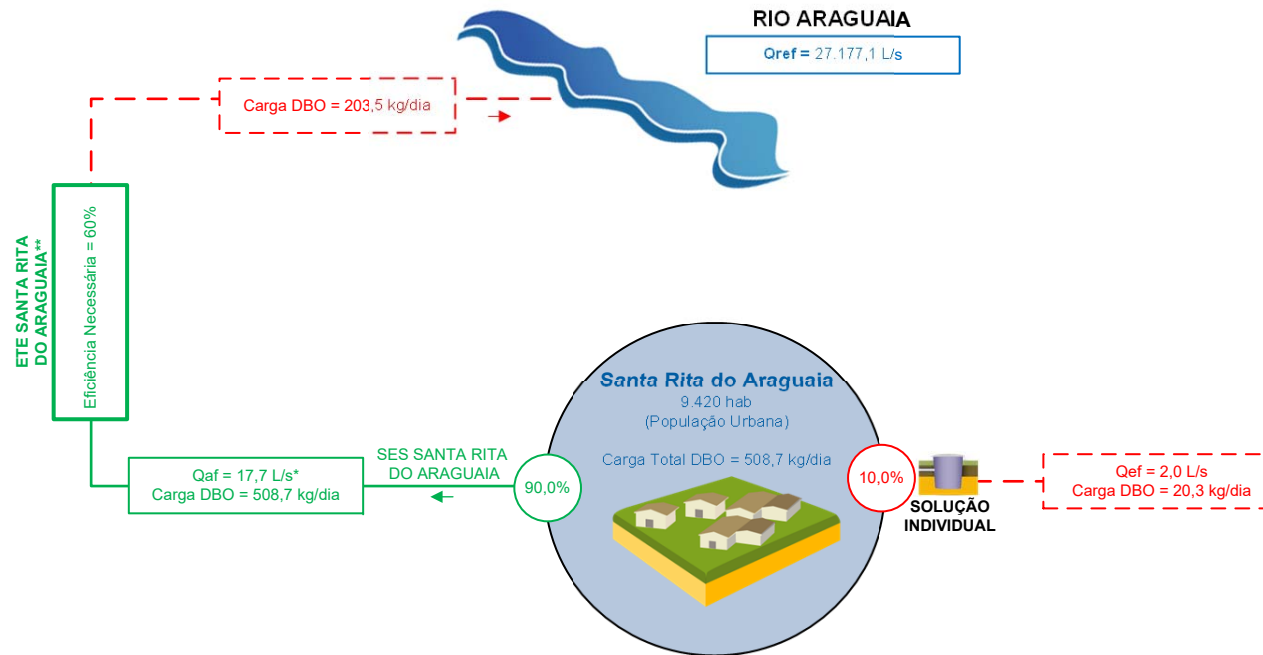 RIO ARAGUAIA
Qref = 27.177,1 L/s
Carga DBO = 203,5 kg/dia
ETE SANTA RITA
DO ARAGUAIA**
Eficiência Necessária = 60%
Santa Rita do Araguaia
9.420 hab
(População Urbana)
Carga Total DBO = 508,7 kg/dia
SES SANTA RITA
DO ARAGUAIA
Qaf = 17,7 L/s*
Carga DBO = 508,7 kg/dia
90,0%
10,0%
SOLUÇÃO
INDIVIDUAL
Qef = 2,0 L/s
Carga DBO = 20,3 kg/dia